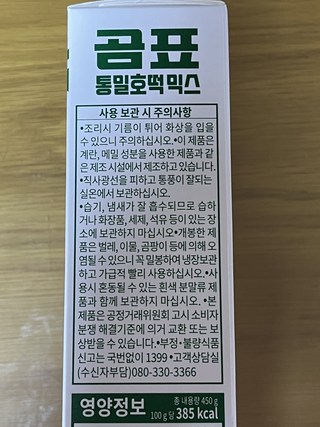 곰표
통밀호떡믹스
사용 보관 시 주의사항
•조리시 기름이 튀어 화상을 입을
수 있으니 주의하십시오.•이 제품은
계란, 메밀 성분을 사용한 제품과 같
은 제조 시설에서 제조하고 있습니다.
•직사광선을 피하고 통풍이 잘되는
실온에서 보관하십시오.
•습기, 냄새가 잘 흡수되므로 습하
거나 화장품, 세제, 석유 등이 있는 장
소에 보관하지 마십시오•개봉한 제
품은 벌레, 이물, 곰팡이 등에 의해 오
염될 수 있으니 꼭 밀봉하여 냉장보관
하고 가급적 빨리 사용하십시오.•사
용시 혼동될 수 있는 흰색 분말류 제
품과 함께 보관하지 마십시오. •본
제품은 공정거래위원회 고시 소비자
분쟁 해결기준에 의거 교환 또는 보
상받을 수 있습니다.•부정•불량식품
신고는 국번없이 1399 •고객상담실
(수신자부담)080-330-3366
영양정보
총 내용량 450 g
100 g 당 385 kcal